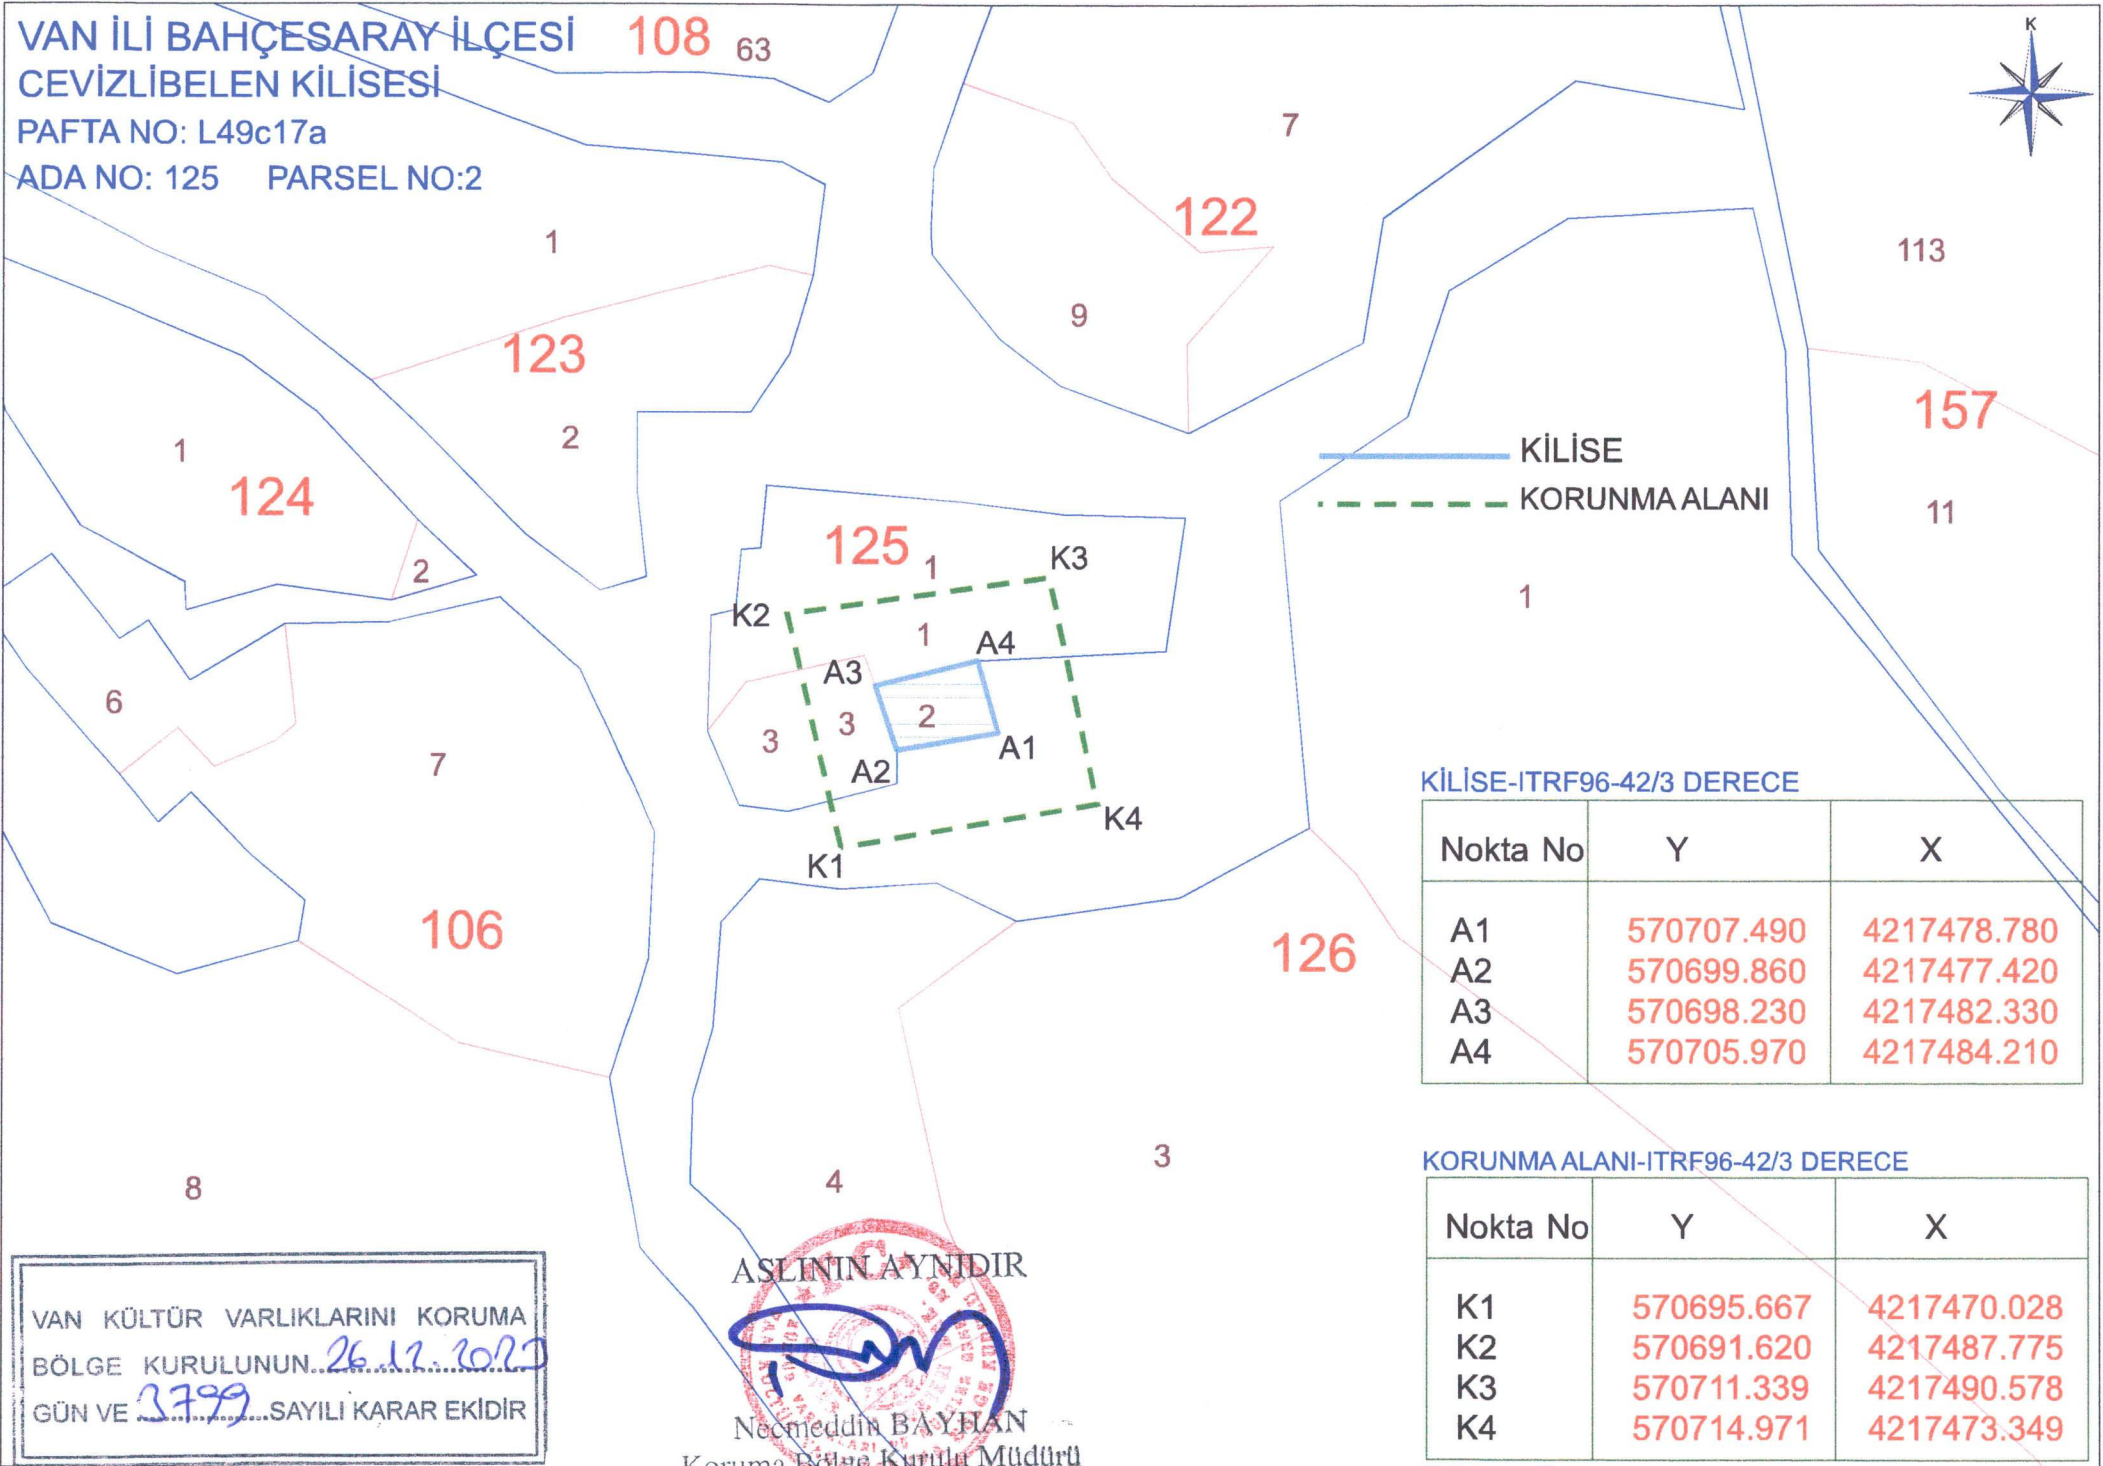 VAN İLİ BAHÇESARAY İLÇESİ
CEVİZLİBELEN KİLİSESİ
PAFTA NO: L49c17a
ADA NO: 125 PARSEL NO:2
108
63
K
7
122
113
1
9
123
2
157
1
124
2
11
KİLİSE
KORUNMA ALANI
125
1
K3
K2
1
A4
A3
3
3
2
A1
A2
K4
K1
1
6
7
106
126
8
4
3
KİLİSE-ITRF96-42/3 DERECE
Nokta No Y X
A1 570707.490 4217478.780
A2 570699.860 4217477.420
A3 570698.230 4217482.330
A4 570705.970 4217484.210
KORUNMA ALANI-ITRF96-42/3 DERECE
Nokta No Y X
K1 570695.667 4217470.028
K2 570691.620 4217487.775
K3 570711.339 4217490.578
K4 570714.971 4217473.349
VAN KÜLTÜR VARLIKLARINI KORUMA
BÖLGE KURULUNUN 26.12.2023
GÜN VE 3799 SAYILI KARAR EKİDİR
ASLININ AYNIDIR
T.C.
Necmeddin BAYHAN
Koruma Bölge Kurulu Müdürü